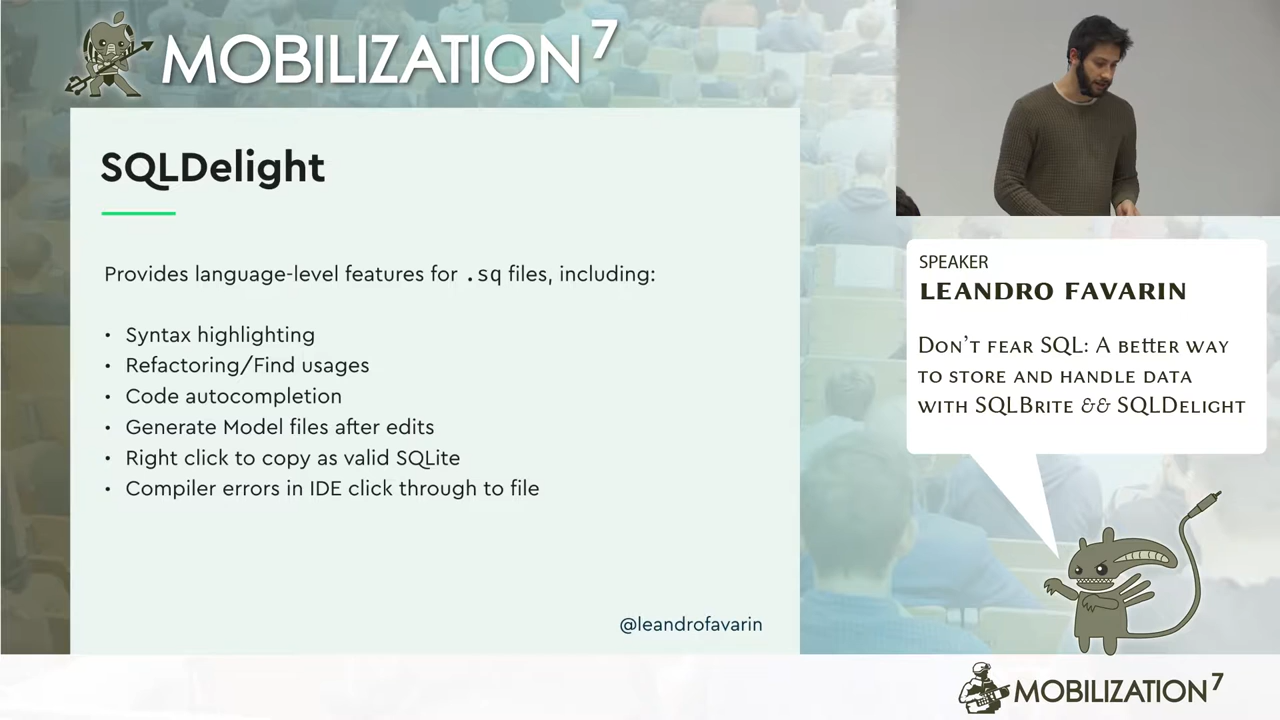 MOBILIZATION 7
SQLDelight
Provides language-level features for .sq files, including:
• Syntax highlighting
• Refactoring/Find usages
• Code autocompletion
• Generate Model files after edits
• Right click to copy as valid SQLite
• Compiler errors in IDE click through to file
@leandrofavarin
SPEAKER
LEANDRO FAVARIN
DON'T FEAR SQL: A BETTER WAY
TO STORE AND HANDLE DATA
WITH SQLBRITE && SQLDELIGHT
MOBILIZATION 7